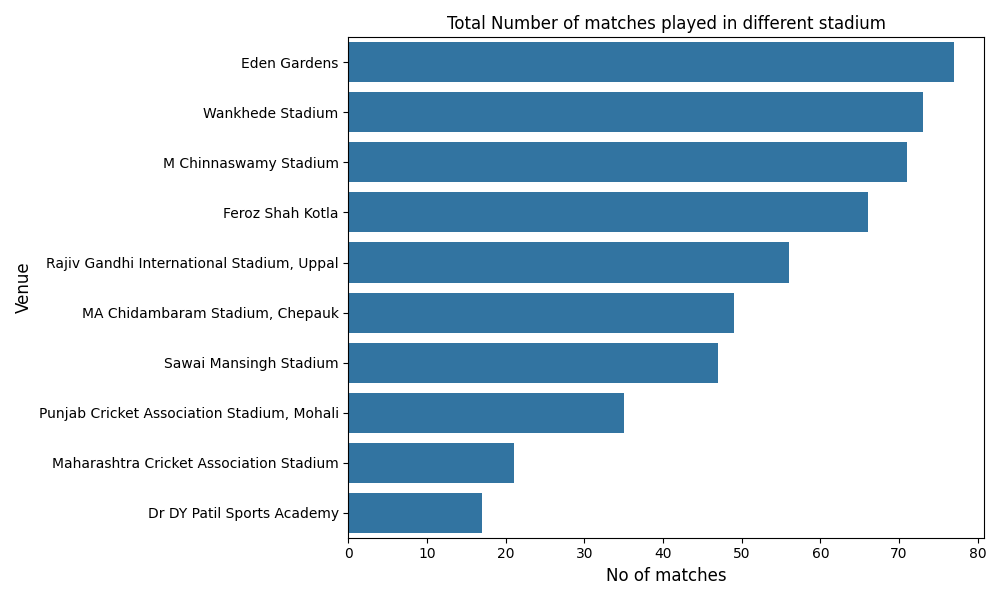 Total Number of matches played in different stadium
Venue
Eden Gardens
Wankhede Stadium
M Chinnaswamy Stadium
Feroz Shah Kotla
Rajiv Gandhi International Stadium, Uppal
MA Chidambaram Stadium, Chepauk
Sawai Mansingh Stadium
Punjab Cricket Association Stadium, Mohali
Maharashtra Cricket Association Stadium
Dr DY Patil Sports Academy
0 10 20 30 40 50 60 70 80
No of matches